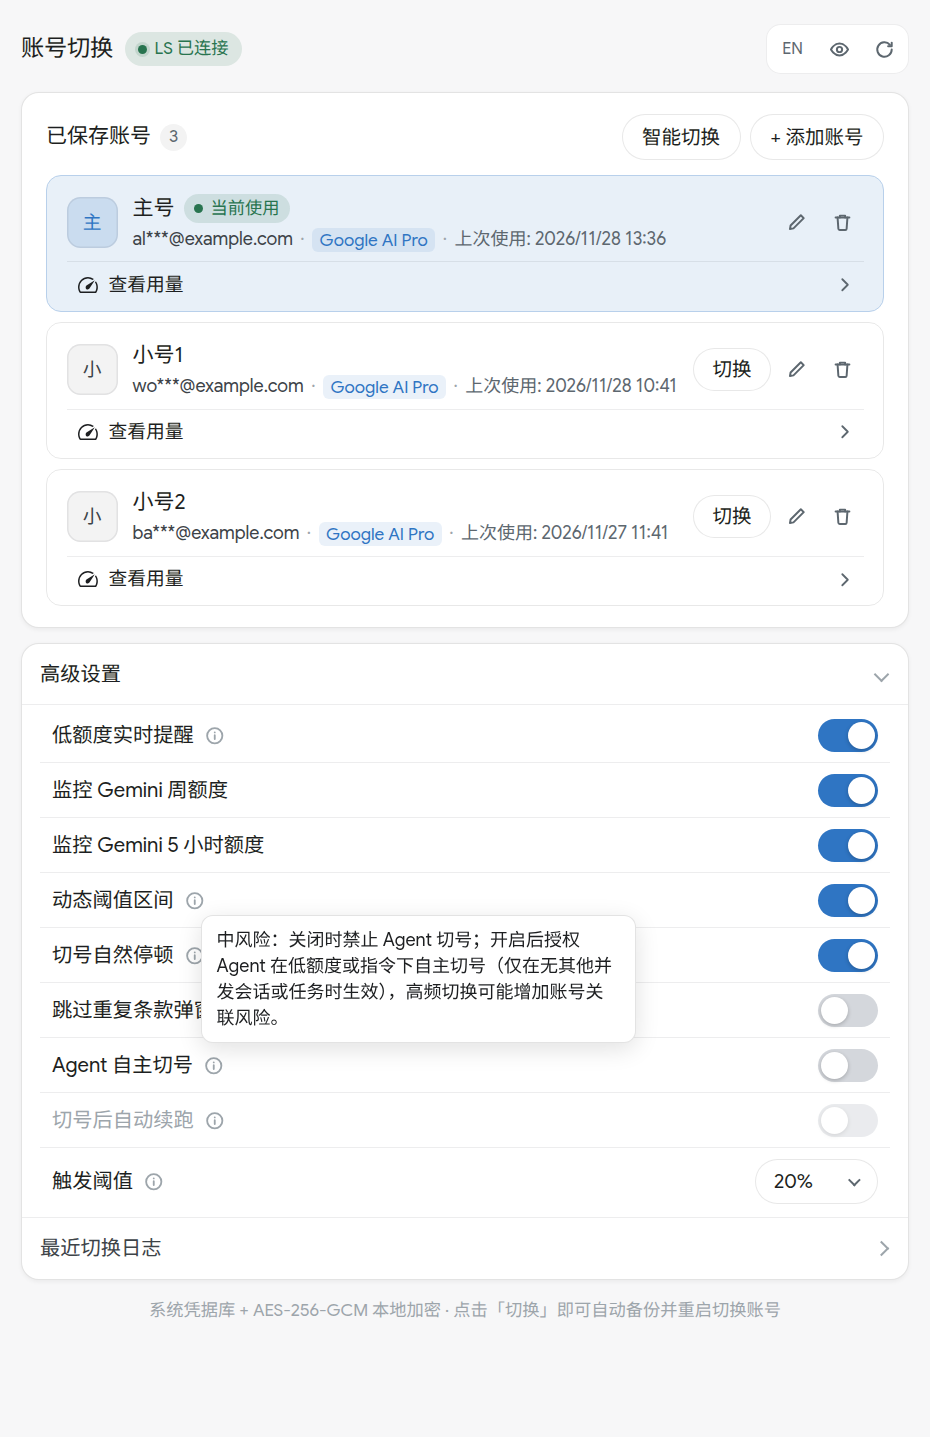 账号切换 LS 已连接 EN
已保存账号 3 智能切换 + 添加账号
主 主号 当前使用
al***@example.com · Google AI Pro · 上次使用: 2026/11/28 13:36
查看用量
小 小号1 切换
wo***@example.com · Google AI Pro · 上次使用: 2026/11/28 10:41
查看用量
小 小号2 切换
ba***@example.com · Google AI Pro · 上次使用: 2026/11/27 11:41
查看用量
高级设置
低额度实时提醒
监控 Gemini 周额度
监控 Gemini 5 小时额度
动态阈值区间
切号自然停顿
跳过重复条款弹
中风险：关闭时禁止 Agent 切号；开启后授权
Agent 在低额度或指令下自主切号（仅在无其他并
发会话或任务时生效），高频切换可能增加账号关
联风险。
Agent 自主切号
切号后自动续跑
触发阈值 20%
最近切换日志
系统凭据库 + AES-256-GCM 本地加密 · 点击「切换」即可自动备份并重启切换账号